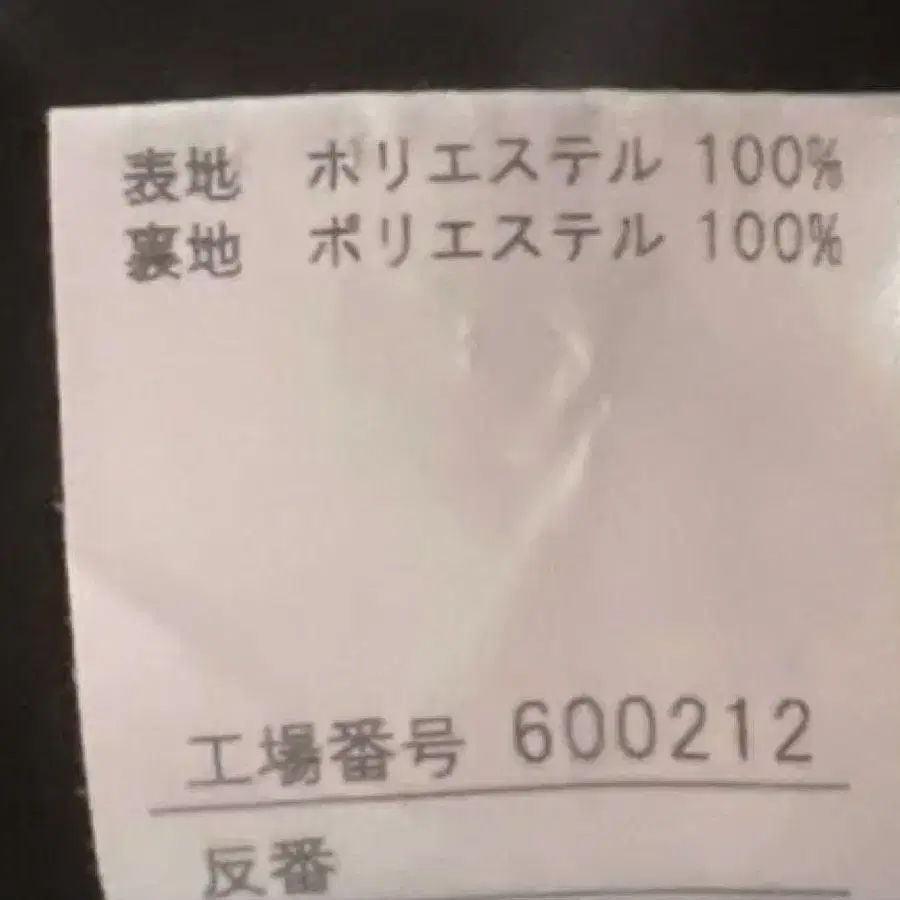 表地 ポリエステル 100%
裏地 ポリエステル 100%
工場番号 600212
反番